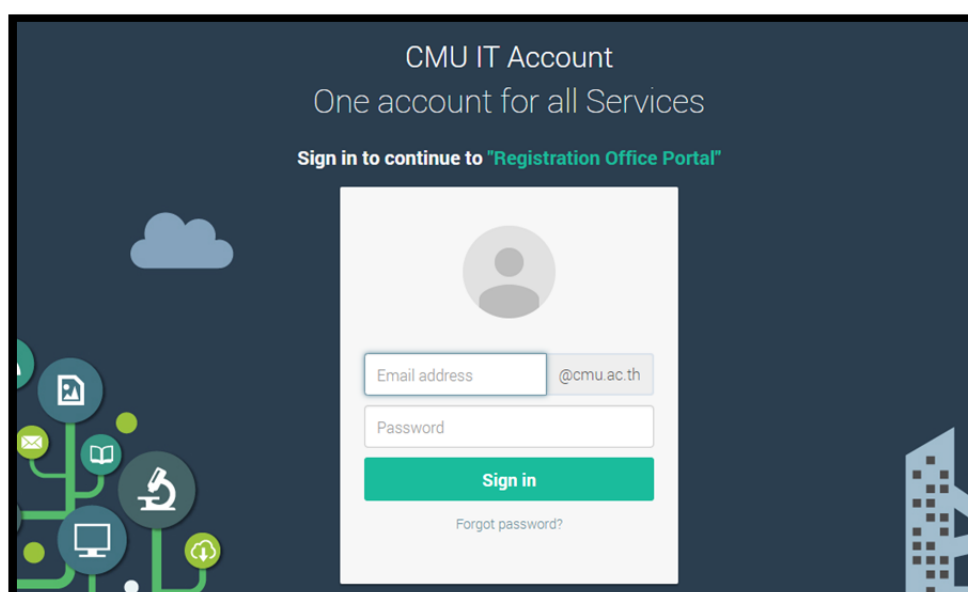 CMU IT Account
One account for all Services
Sign in to continue to "Registration Office Portal"
Email address @cmu.ac.th
Password
Sign in
Forgot password?